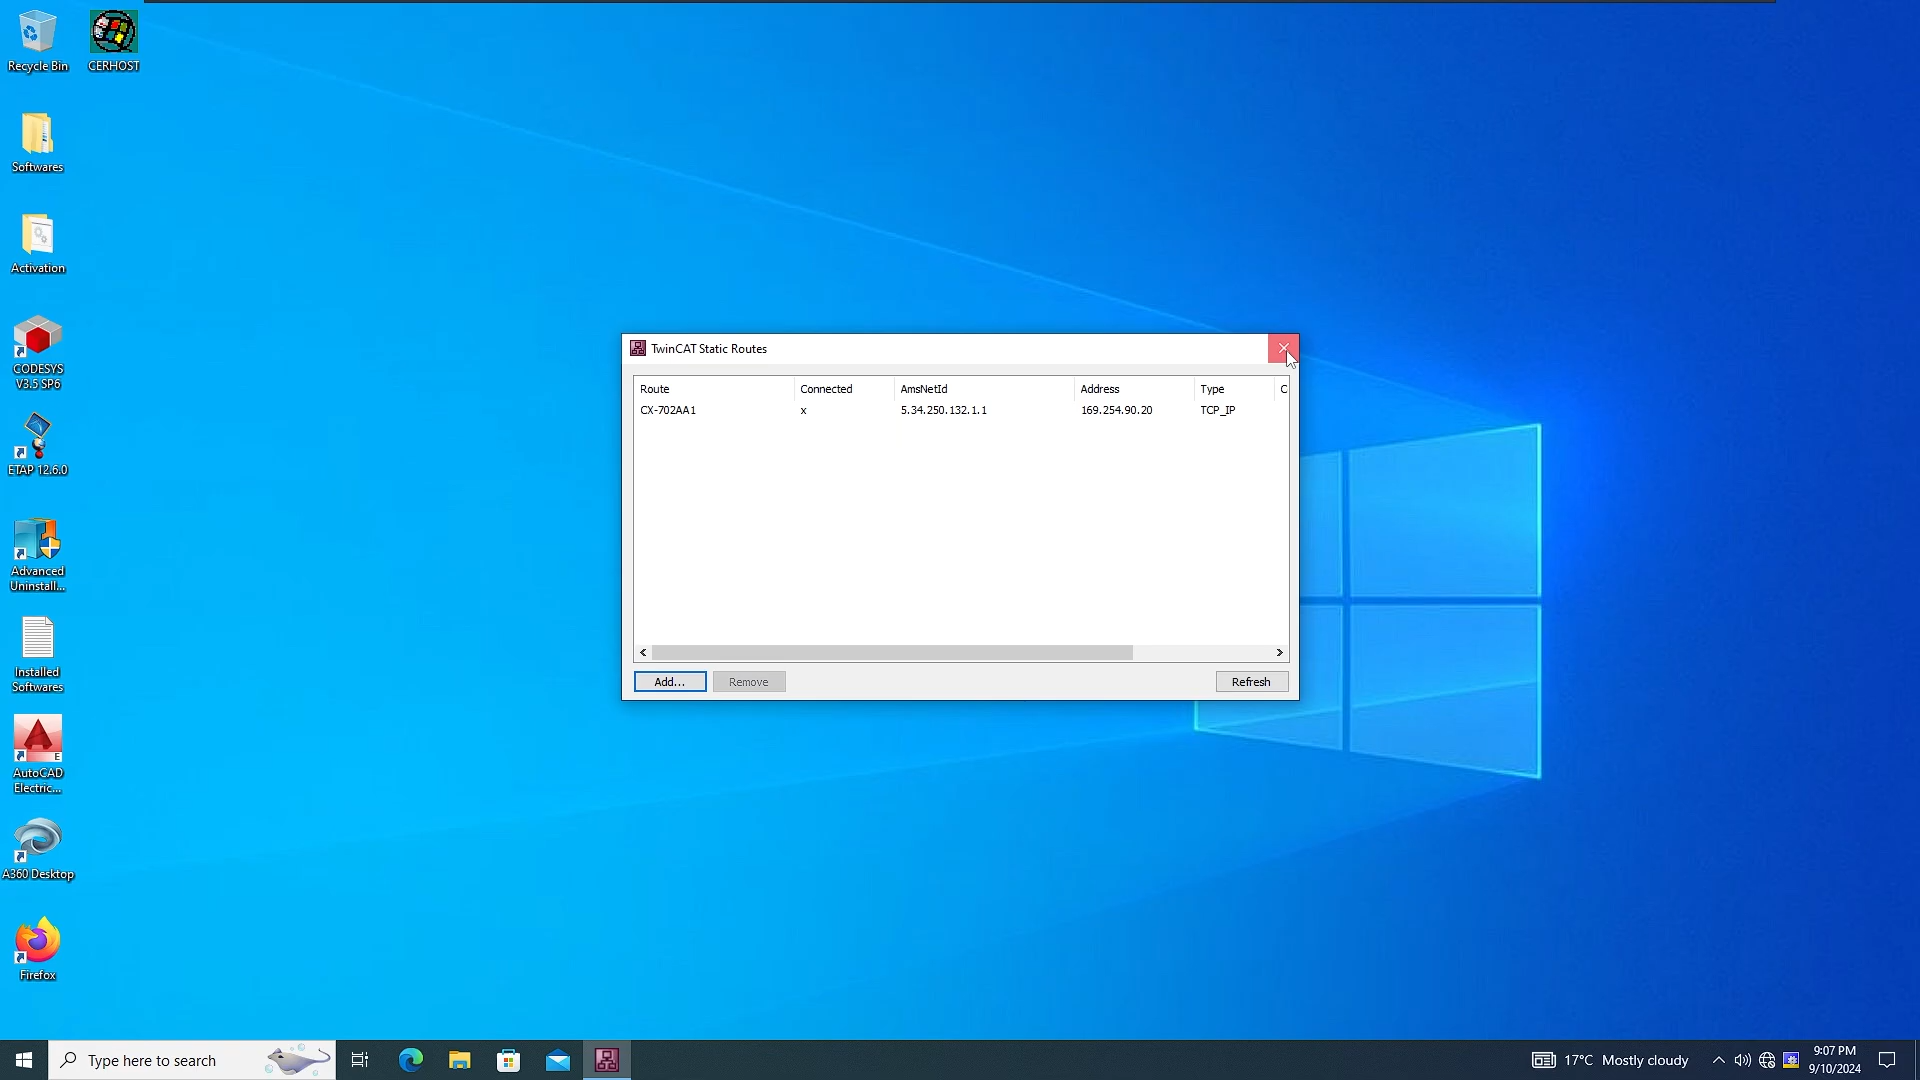 Recycle Bin
CERHOST
Softwares
Activation
CODESYS
V3.5 SP6
ETAP 12.6.0
Advanced
Uninstall...
Installed
Softwares
AutoCAD
Electric...
A360 Desktop
Firefox
TwinCAT Static Routes
Route Connected AmsNetId Address Type C
CX-702AA1 x 5.34.250.132.1.1 169.254.90.20 TCP_IP
Add... Remove Refresh
Type here to search
17°C Mostly cloudy
9:07 PM
9/10/2024